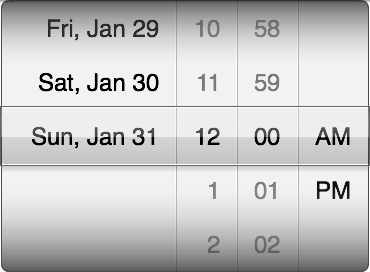 Fri, Jan 29 10 58
Sat, Jan 30 11 59
Sun, Jan 31 12 00 AM
1 01 PM
2 02